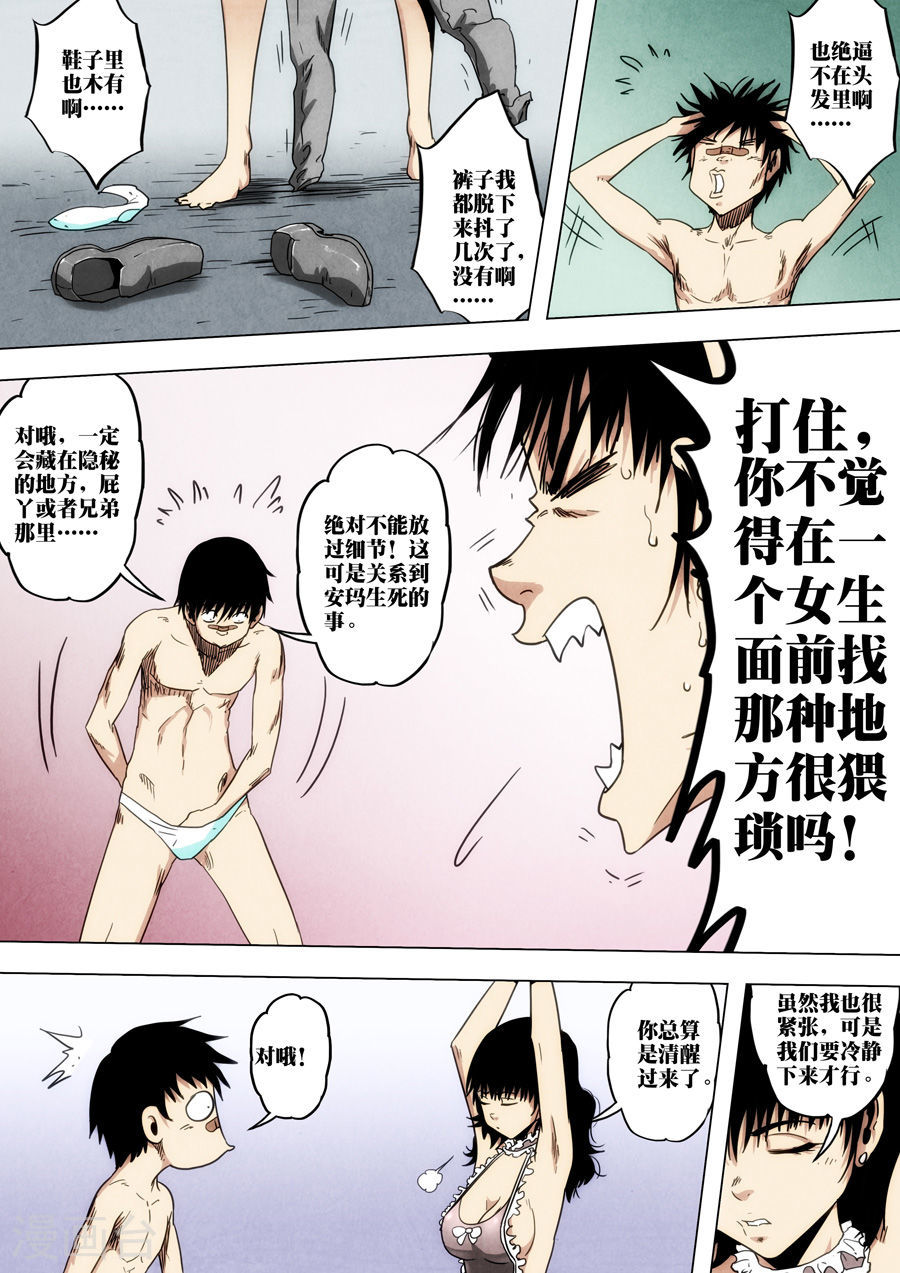 鞋子里
也木有
啊……
裤子我
都脱下
来抖了
几次了，
没有啊
……
也绝逼
不在头
发里啊
……
对哦，一定
会藏在隐秘
的地方，屁
丫或者兄弟
那里……
绝对不能放
过细节！这
可是关系到
安玛生死的
事。
打住，
你不觉
得在一
个女生
面前找
那种地
方很猥
琐吗！
对哦！
你总算
是清醒
过来了。
虽然我也很
紧张，可是
我们要冷静
下来才行。
漫画台